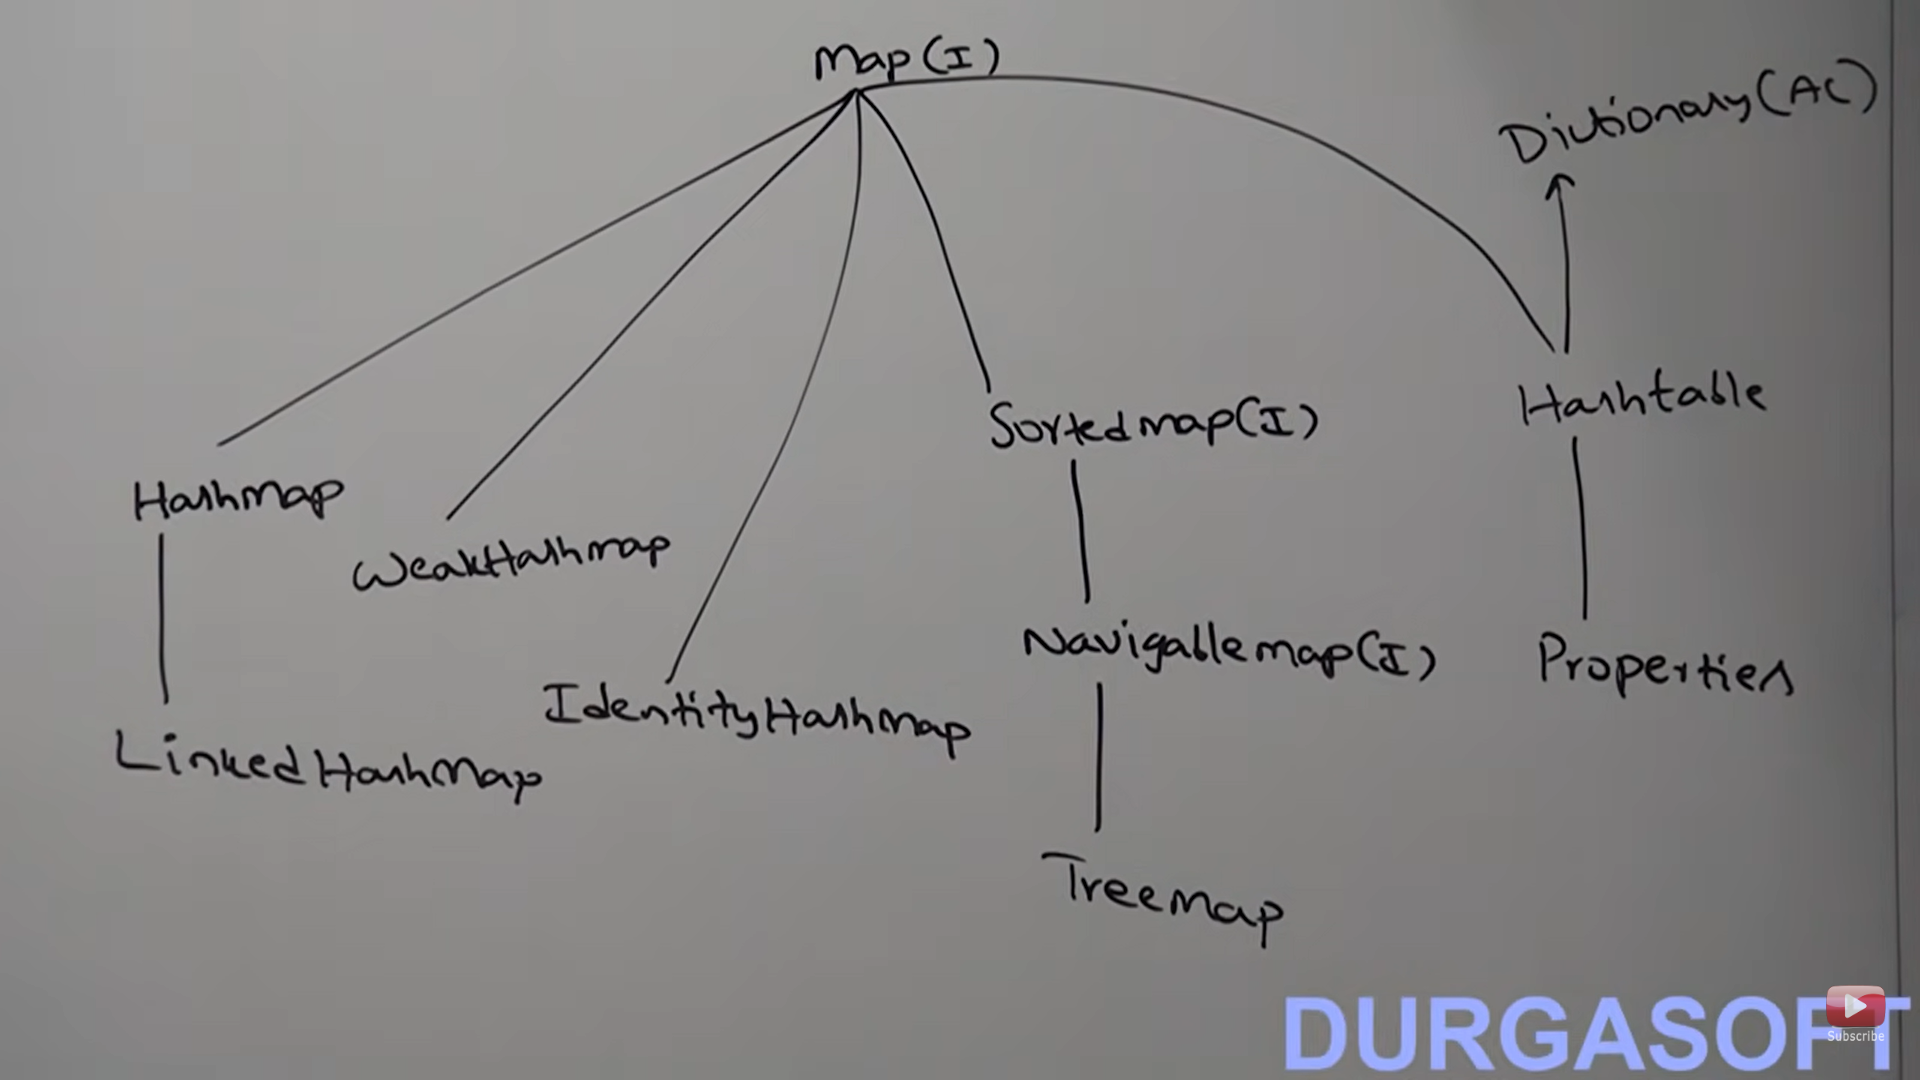 Map(I)
Dictionary(AC)
Hashtable
Sortedmap(I)
HashMap
WeakHashmap
Navigablemap(I)
Properties
IdentityHashMap
LinkedHashMap
TreeMap
DURGASOFT
Subscribe